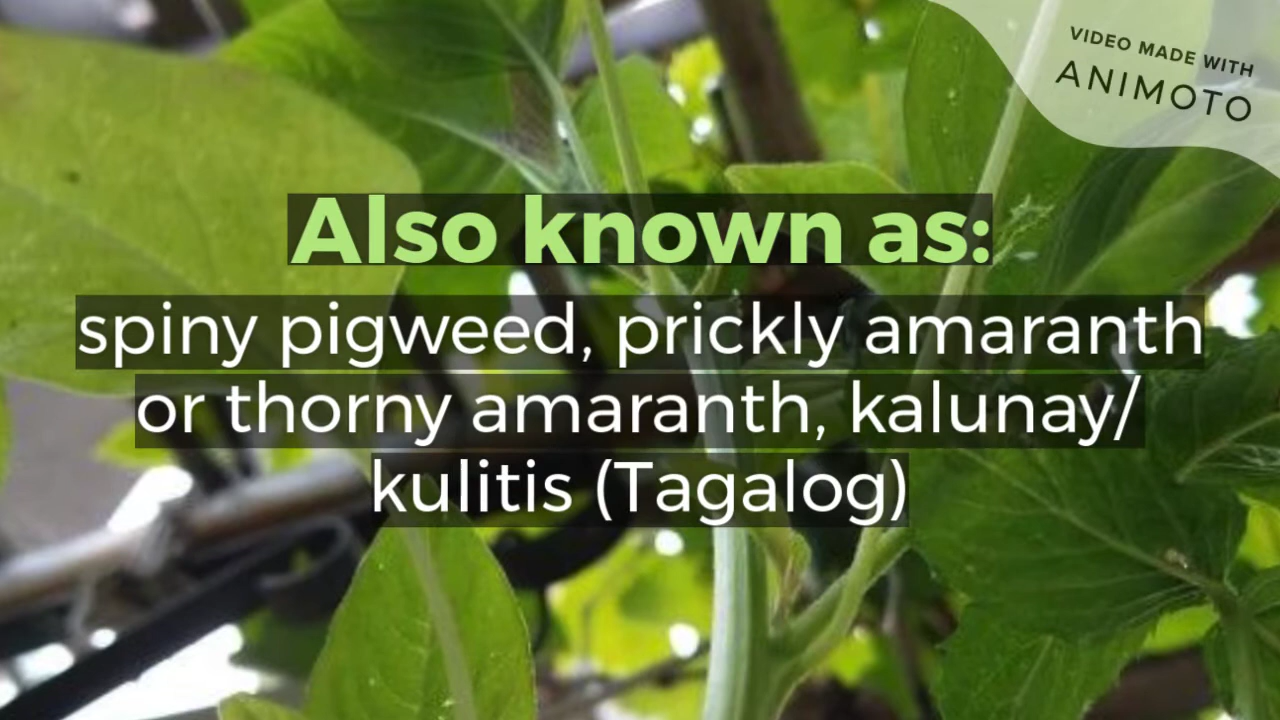 VIDEO MADE WITH
ANIMOTO
Also known as:
spiny pigweed, prickly amaranth
or thorny amaranth, kalunay/
kulitis (Tagalog)